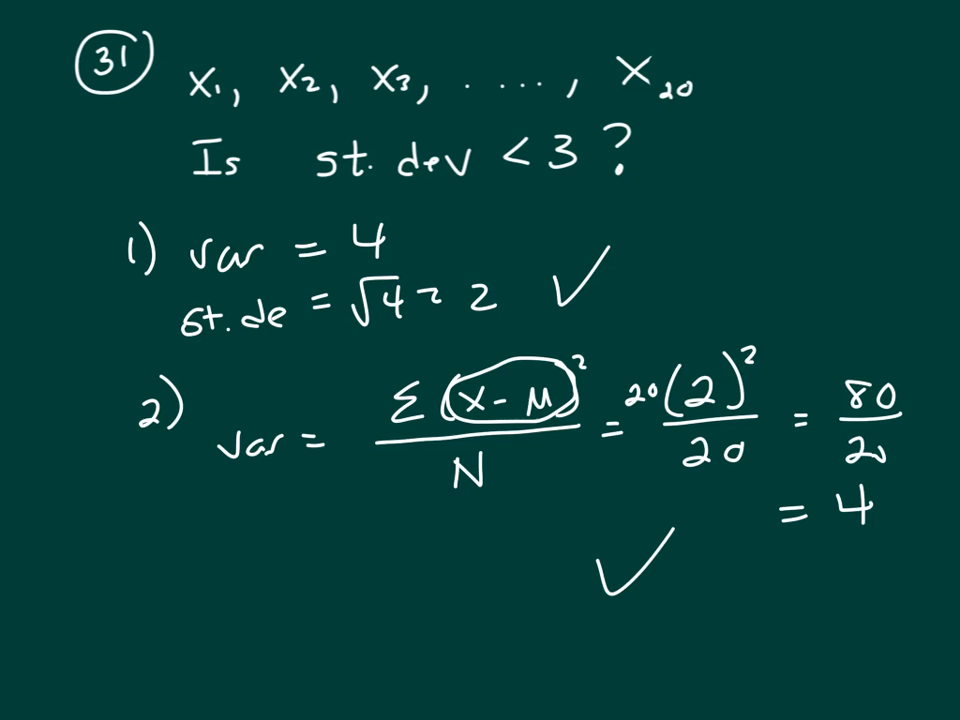 31
x₁, x₂, x₃, . ..., x₂₀
Is st. dev < 3 ?
1) var = 4
st. de = √4 = 2 ✓
2) var = Σ(x - μ)² / N = 20(2)² / 20 = 80 / 20
= 4
✓